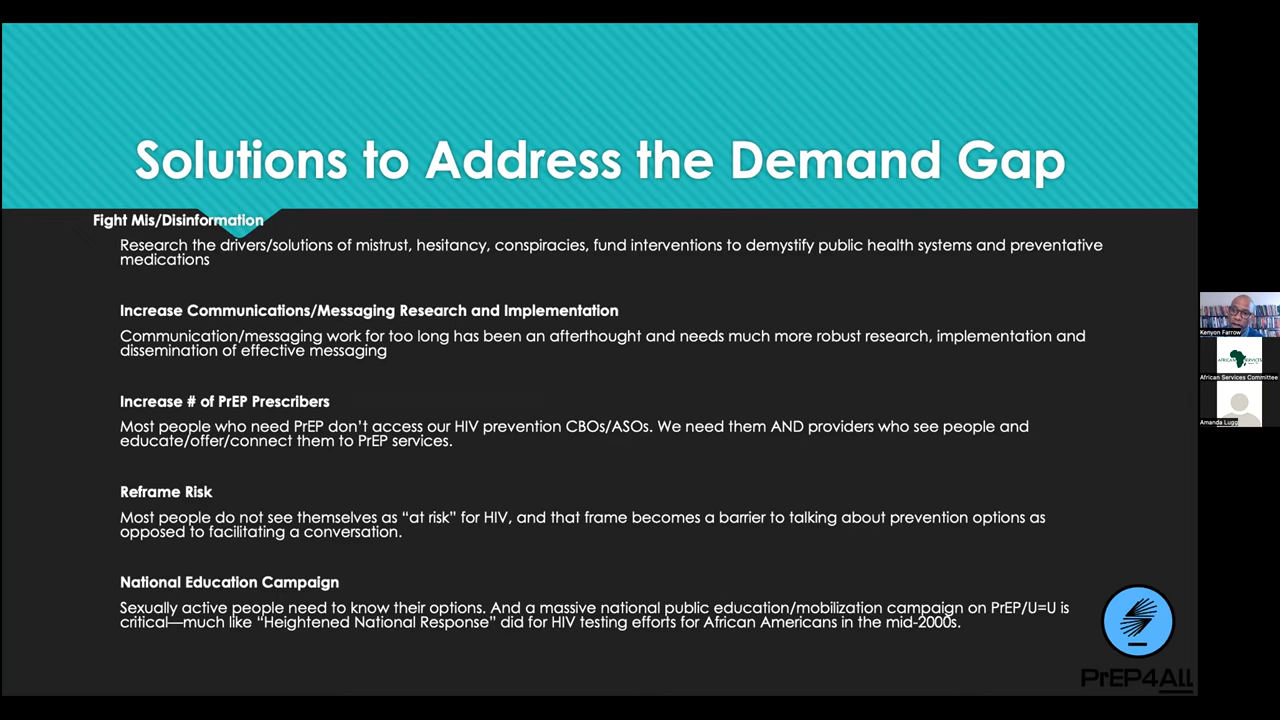 Solutions to Address the Demand Gap
Fight Mis/Disinformation
Research the drivers/solutions of mistrust, hesitancy, conspiracies, fund interventions to demystify public health systems and preventative
medications
Increase Communications/Messaging Research and Implementation
Communication/messaging work for too long has been an afterthought and needs much more robust research, implementation and
dissemination of effective messaging
Increase # of PrEP Prescribers
Most people who need PrEP don’t access our HIV prevention CBOs/ASOs. We need them AND providers who see people and
educate/offer/connect them to PrEP services.
Reframe Risk
Most people do not see themselves as “at risk” for HIV, and that frame becomes a barrier to talking about prevention options as
opposed to facilitating a conversation.
National Education Campaign
Sexually active people need to know their options. And a massive national public education/mobilization campaign on PrEP/U=U is
critical—much like “Heightened National Response” did for HIV testing efforts for African Americans in the mid-2000s.
PrEP4All
Kenyon Farrow
African Services Committee
Amanda Lugg